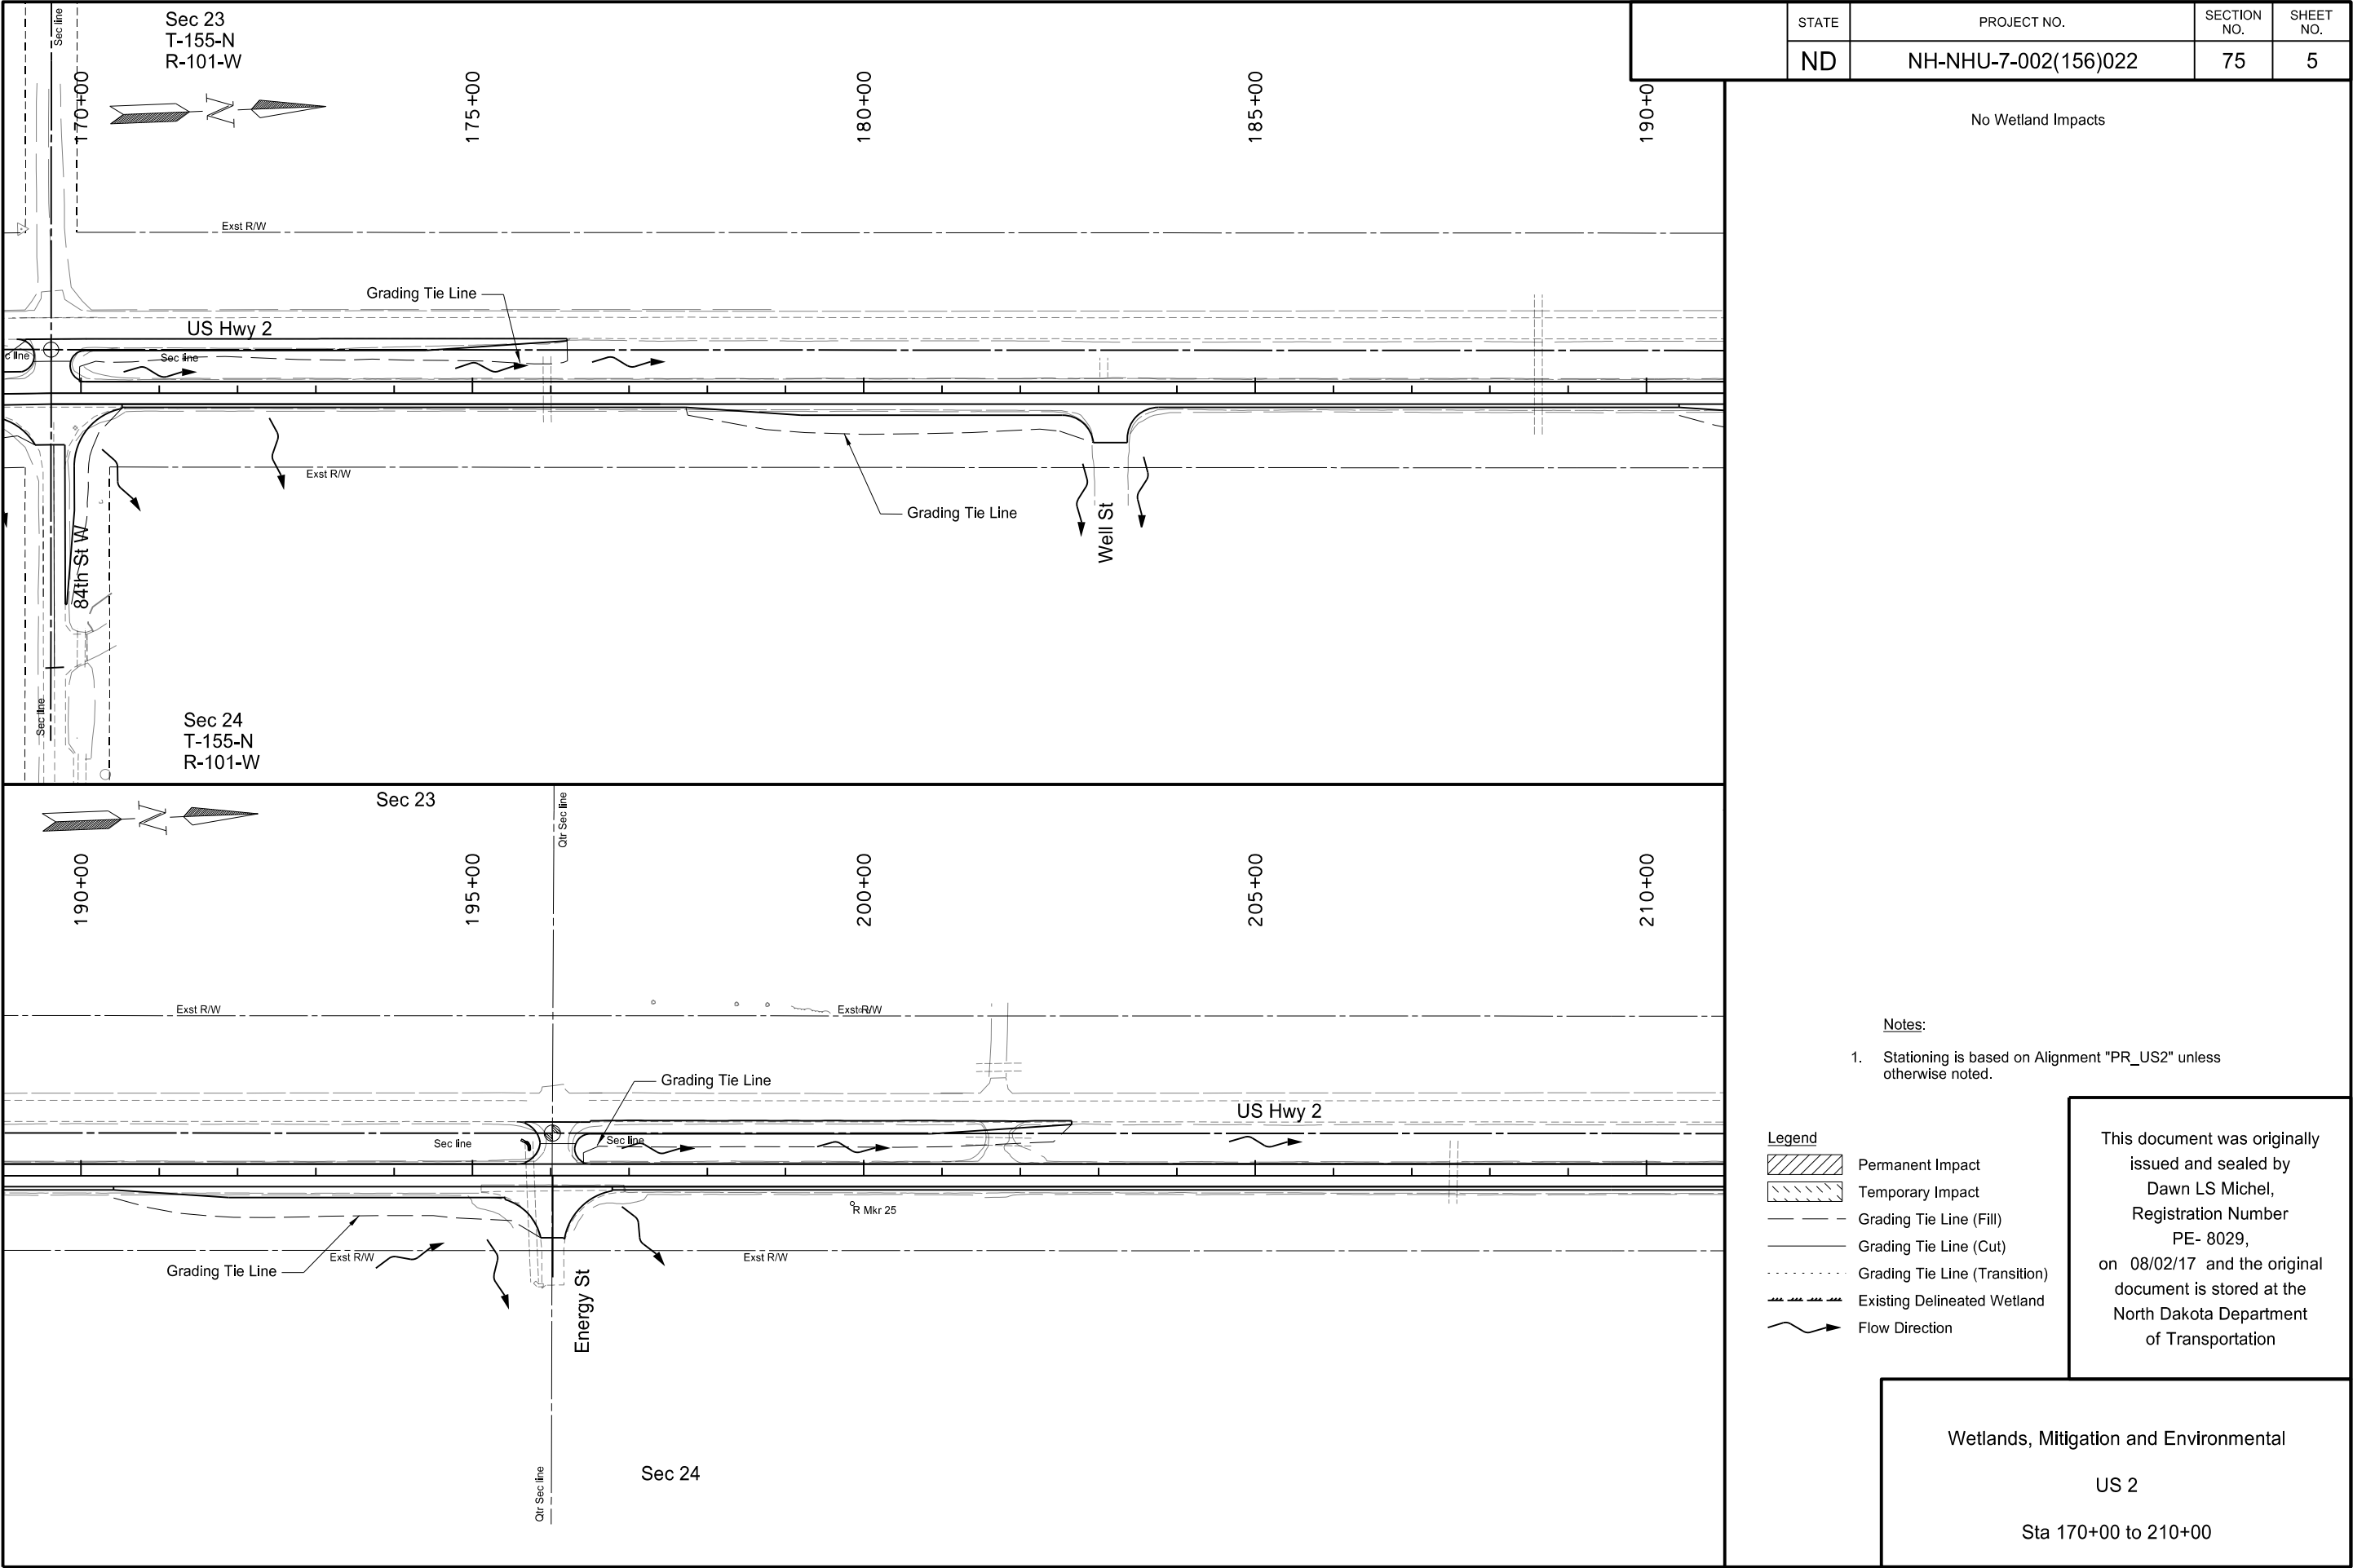 STATE
PROJECT NO.
SECTION NO.
SHEET NO.
ND
NH-NHU-7-002(156)022
75
5
Sec line
Sec 23
T-155-N
R-101-W
N
170+00
175+00
180+00
185+00
190+0
No Wetland Impacts
Exst R/W
Grading Tie Line
US Hwy 2
c line
Sec line
Exst R/W
Grading Tie Line
Well St
84th St W
Sec line
Sec 24
T-155-N
R-101-W
N
Sec 23
Qtr Sec line
190+00
195+00
200+00
205+00
210+00
Exst R/W
Exst R/W
Grading Tie Line
US Hwy 2
Sec line
Sec line
R Mkr 25
Exst R/W
Exst R/W
Grading Tie Line
Energy St
Qtr Sec line
Sec 24
Notes:
1. Stationing is based on Alignment "PR_US2" unless
otherwise noted.
Legend
Permanent Impact
Temporary Impact
Grading Tie Line (Fill)
Grading Tie Line (Cut)
Grading Tie Line (Transition)
Existing Delineated Wetland
Flow Direction
This document was originally
issued and sealed by
Dawn LS Michel,
Registration Number
PE- 8029,
on 08/02/17 and the original
document is stored at the
North Dakota Department
of Transportation
Wetlands, Mitigation and Environmental
US 2
Sta 170+00 to 210+00